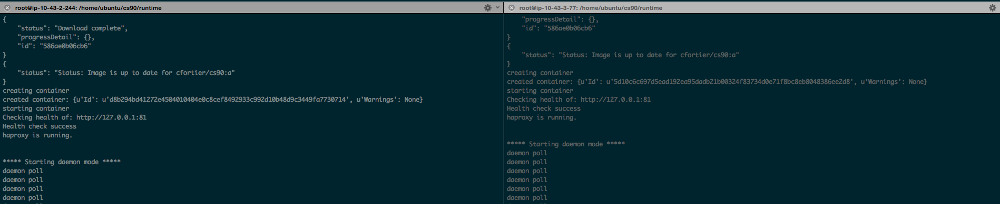 root@ip-10-43-2-244: /home/ubuntu/cs90/runtime
{
    "status": "Download complete",
    "progressDetail": {},
    "id": "586ae0b06cb6"
}
{
    "status": "Status: Image is up to date for cfortier/cs90:a"
}
creating container
created container: {u'Id': u'd8b294bd41272e4504010404e0c8cef8492933c992d10b48d9c3449fa7730714', u'Warnings': None}
starting container
Checking health of: http://127.0.0.1:81
Health check success
haproxy is running.
***** Starting daemon mode *****
daemon poll
daemon poll
daemon poll
daemon poll
root@ip-10-43-3-77: /home/ubuntu/cs90/runtime
    "progressDetail": {},
    "id": "586ae0b06cb6"
}
{
    "status": "Status: Image is up to date for cfortier/cs90:a"
}
creating container
created container: {u'Id': u'5d10c6c697d5ead192ea95dadb21b00324f83734d0e71f8bc8eb8048386ee2d8', u'Warnings': None}
starting container
Checking health of: http://127.0.0.1:81
Health check success
haproxy is running.
***** Starting daemon mode *****
daemon poll
daemon poll
daemon poll
daemon poll
daemon poll
daemon poll